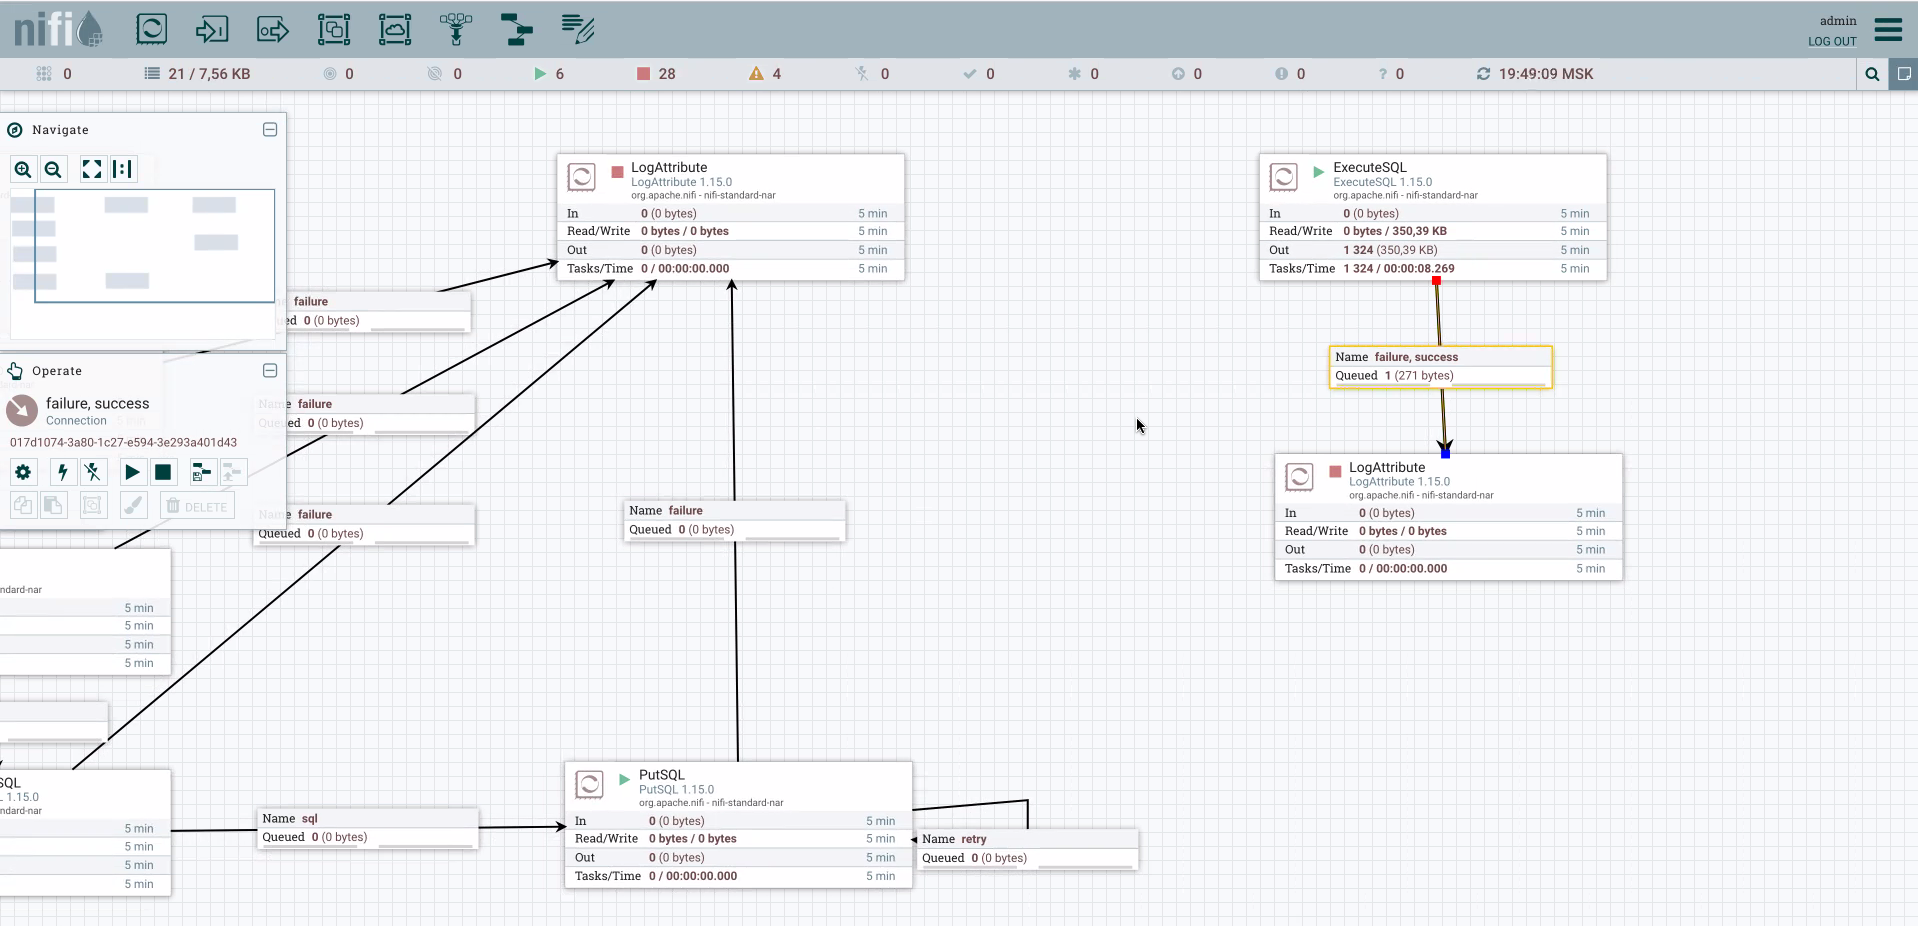 nifi
admin
LOG OUT
0
21 / 7,56 KB
0
0
6
28
4
0
0
0
0
0
0
19:49:09 MSK
Navigate
Operate
failure, success
Connection
017d1074-3a80-1c27-e594-3e293a401d43
DELETE
LogAttribute
LogAttribute 1.15.0
org.apache.nifi - nifi-standard-nar
In 0 (0 bytes) 5 min
Read/Write 0 bytes / 0 bytes 5 min
Out 0 (0 bytes) 5 min
Tasks/Time 0 / 00:00:00.000 5 min
ExecuteSQL
ExecuteSQL 1.15.0
org.apache.nifi - nifi-standard-nar
In 0 (0 bytes) 5 min
Read/Write 0 bytes / 350,39 KB 5 min
Out 1 324 (350,39 KB) 5 min
Tasks/Time 1 324 / 00:00:08.269 5 min
failure
ed 0 (0 bytes)
Name failure, success
Queued 1 (271 bytes)
Name failure
Queued 0 (0 bytes)
LogAttribute
LogAttribute 1.15.0
org.apache.nifi - nifi-standard-nar
In 0 (0 bytes) 5 min
Read/Write 0 bytes / 0 bytes 5 min
Out 0 (0 bytes) 5 min
Tasks/Time 0 / 00:00:00.000 5 min
Name failure
Queued 0 (0 bytes)
Name failure
Queued 0 (0 bytes)
ndard-nar
5 min
5 min
5 min
5 min
SQL
L 1.15.0
ndard-nar
5 min
5 min
5 min
5 min
Name sql
Queued 0 (0 bytes)
PutSQL
PutSQL 1.15.0
org.apache.nifi - nifi-standard-nar
In 0 (0 bytes) 5 min
Read/Write 0 bytes / 0 bytes 5 min
Out 0 (0 bytes) 5 min
Tasks/Time 0 / 00:00:00.000 5 min
Name retry
Queued 0 (0 bytes)